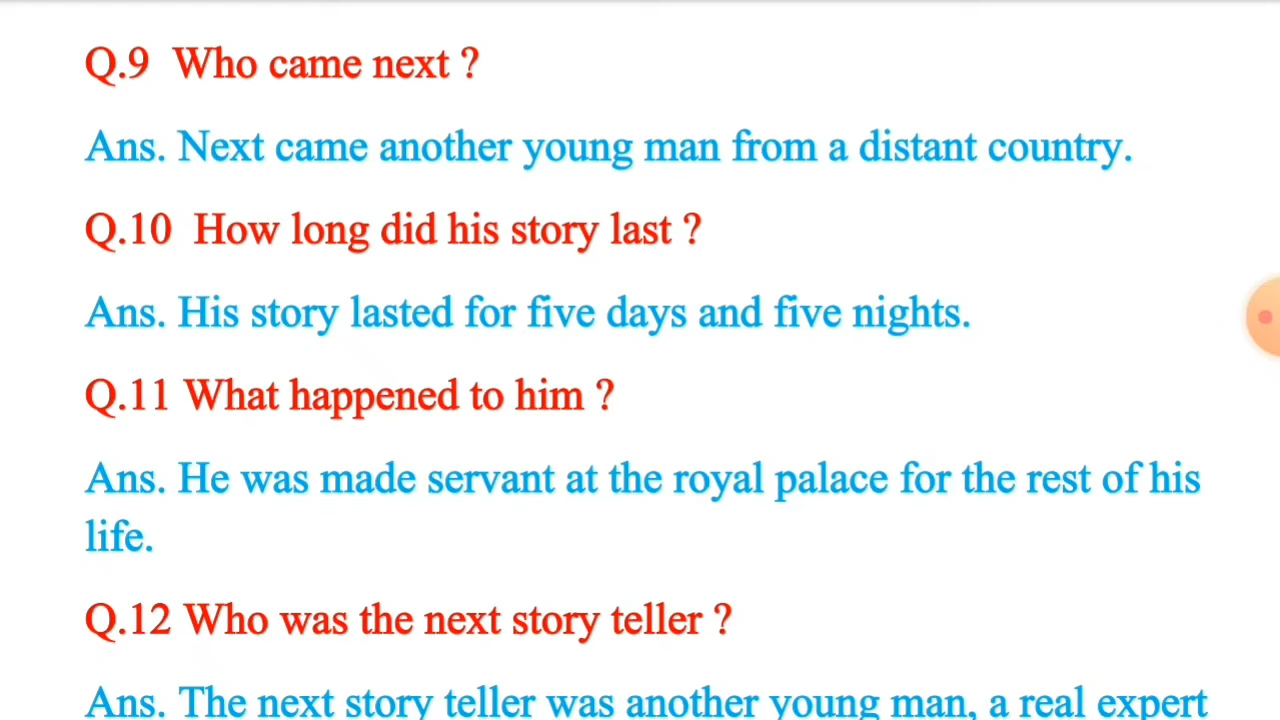 Q.9 Who came next ?
Ans. Next came another young man from a distant country.
Q.10 How long did his story last ?
Ans. His story lasted for five days and five nights.
Q.11 What happened to him ?
Ans. He was made servant at the royal palace for the rest of his
life.
Q.12 Who was the next story teller ?
Ans. The next story teller was another young man, a real expert